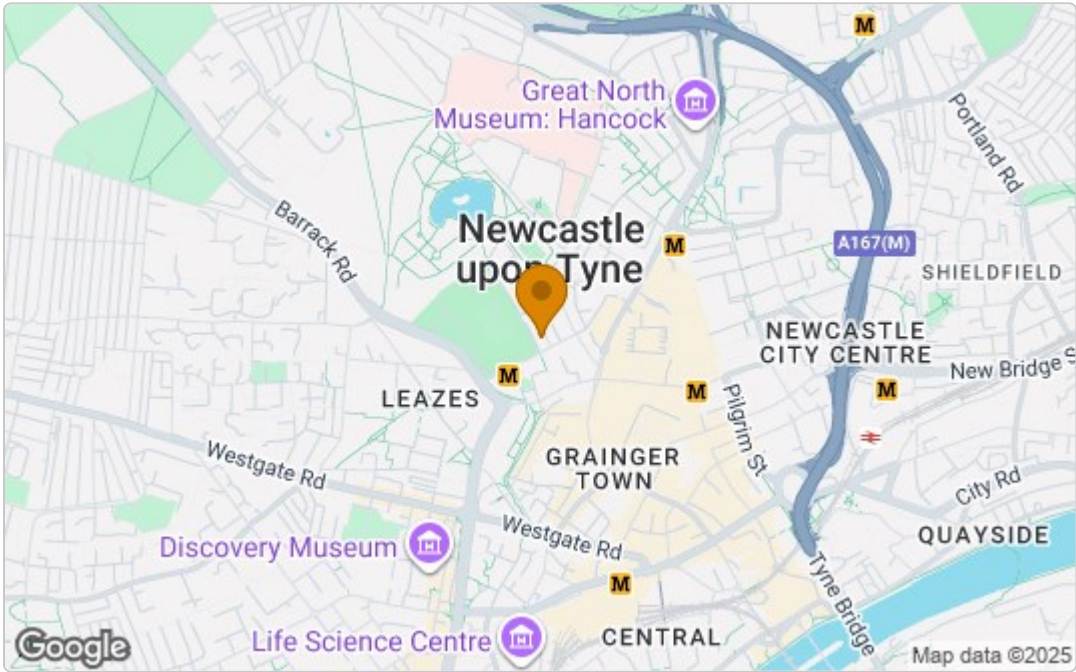 Great North
Museum: Hancock
Portland Rd
Barrack Rd
Newcastle
upon Tyne
A167(M)
SHIELDFIELD
NEWCASTLE
CITY CENTRE
New Bridge S
LEAZES
Pilgrim St
GRAINGER
TOWN
Westgate Rd
City Rd
Westgate Rd
QUAYSIDE
Discovery Museum
Tyne Bridge
Life Science Centre
CENTRAL
Google
Map data ©2025
M
M
M
M
M
M